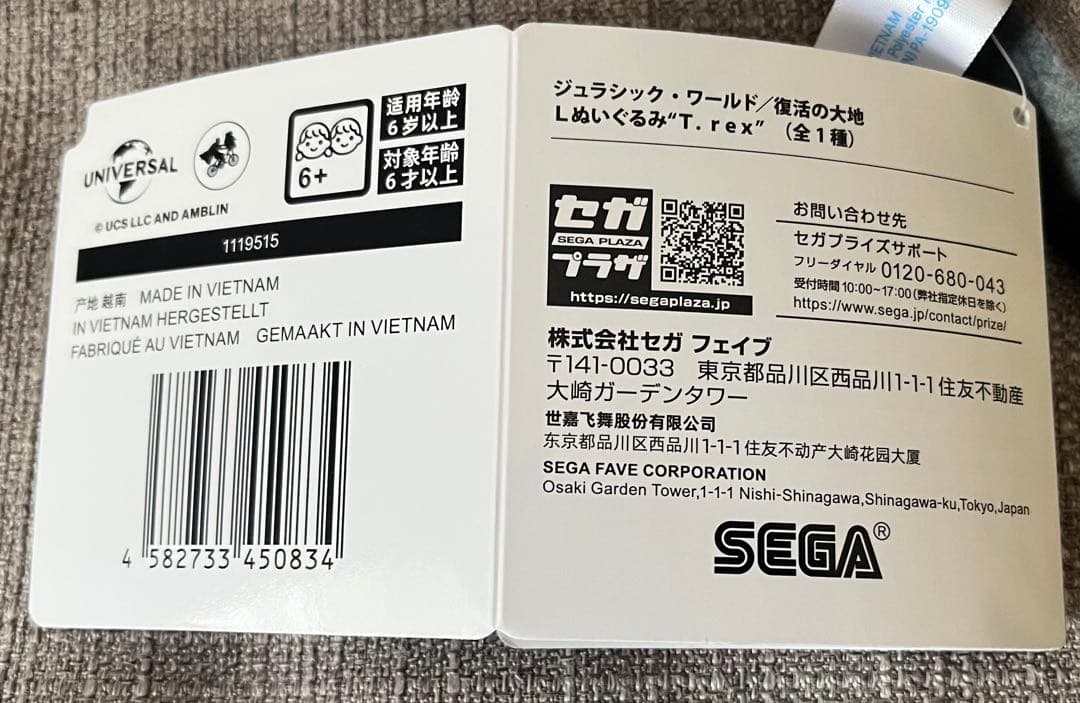 UNIVERSAL
© UCS LLC AND AMBLIN
6+
适用年龄
6岁以上
対象年齢
6才以上
1119515
产地 越南 MADE IN VIETNAM
IN VIETNAM HERGESTELLT
FABRIQUÉ AU VIETNAM GEMAAKT IN VIETNAM
4 582733 450834
ジュラシック・ワールド/復活の大地
Lぬいぐるみ“T. rex” (全1種)
セガ
SEGA PLAZA
プラザ
https://segaplaza.jp
お問い合わせ先
セガプライズサポート
フリーダイヤル 0120-680-043
受付時間 10:00~17:00(弊社指定休日を除く)
https://www.sega.jp/contact/prize/
株式会社セガ フェイブ
〒141-0033 東京都品川区西品川1-1-1 住友不動産
大崎ガーデンタワー
世嘉飞舞股份有限公司
东京都品川区西品川1-1-1 住友不动产大崎花园大厦
SEGA FAVE CORPORATION
Osaki Garden Tower,1-1-1 Nishi-Shinagawa,Shinagawa-ku,Tokyo,Japan
SEGA®
Polyester